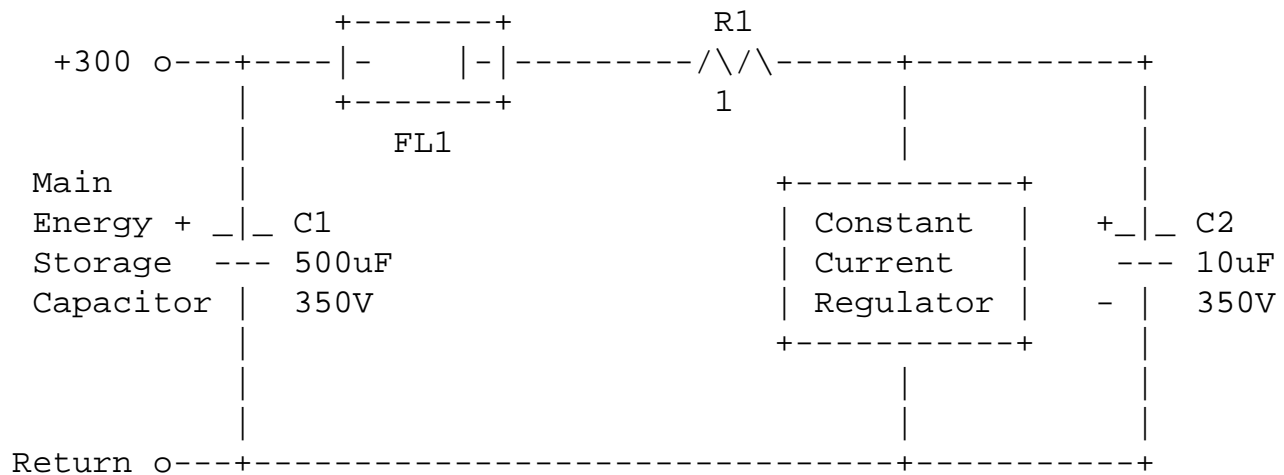 R1
+300
1
FL1
Main
Energy + C1 Constant + C2
Storage 500uF Current 10uF
Capacitor 350V Regulator - 350V
Return